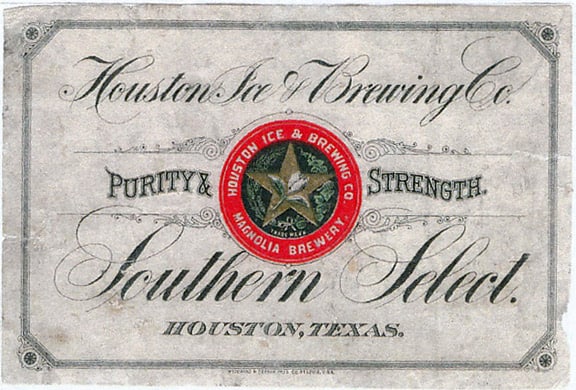 Houston Ice & Brewing Co.
HOUSTON ICE & BREWING CO.
PURITY & STRENGTH.
TRADE MARK
MAGNOLIA BREWERY.
Southern Select.
HOUSTON, TEXAS.